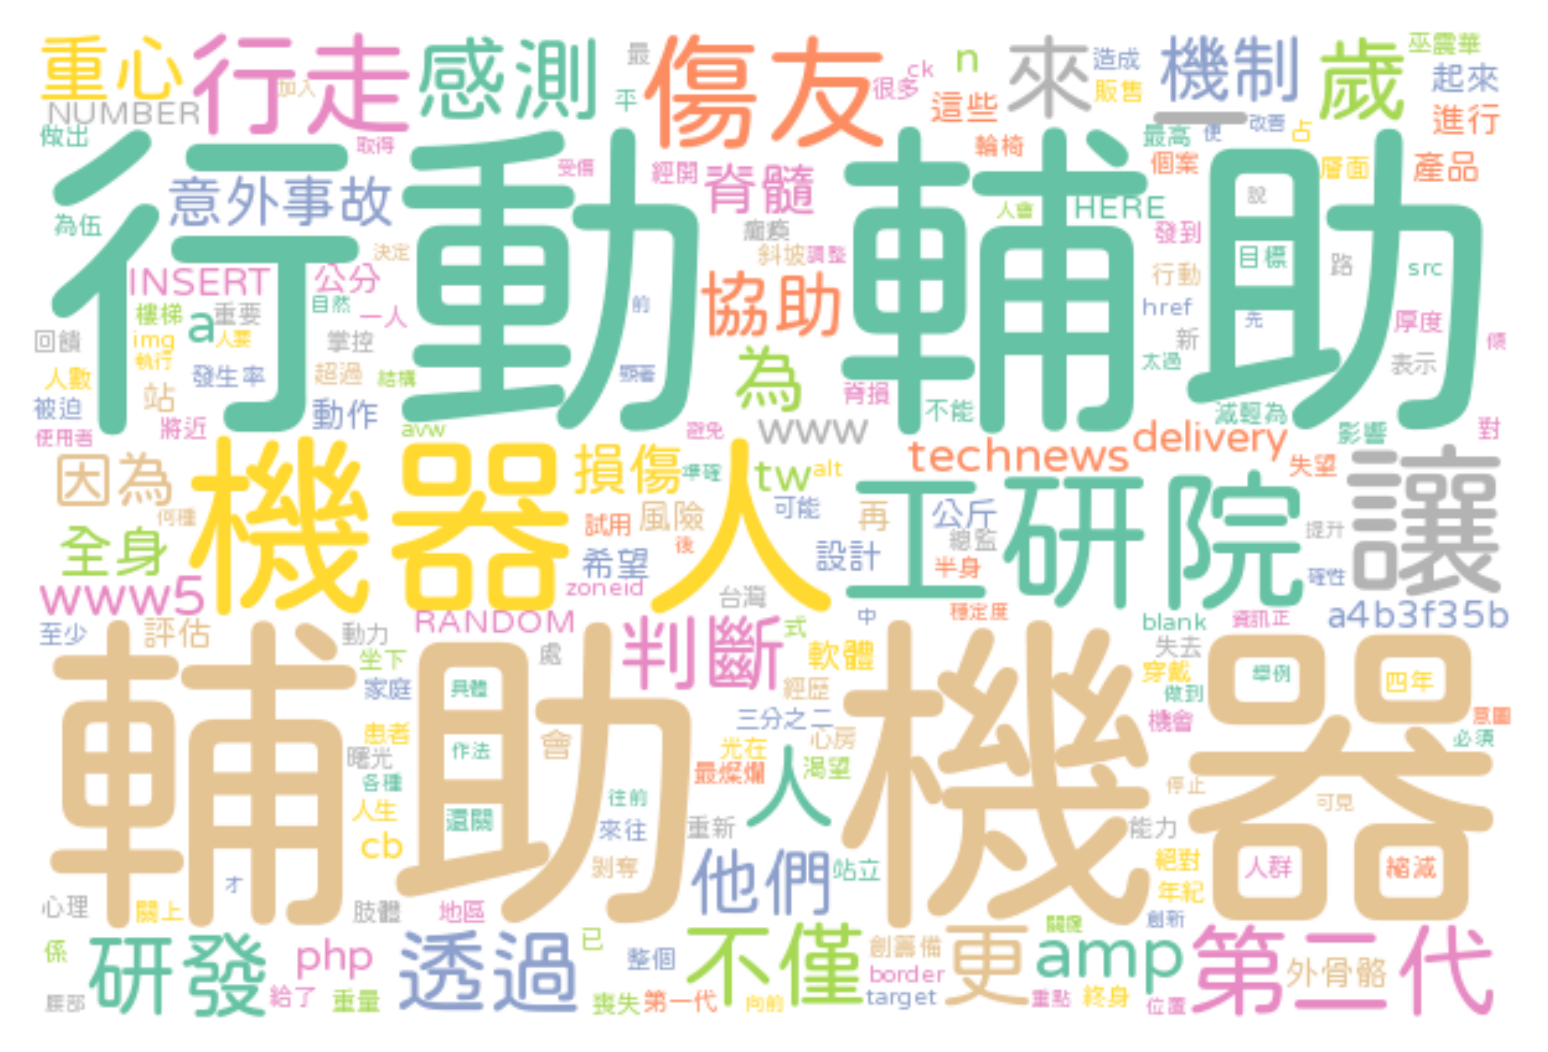 重心 行走 感測 最 傷友 ck n 來 造成 機制 歲 巫震華
NUMBER 加入 平 很多 這些 販售 起來
做出 取得 最高 便 改善 占 進行
行動 輔助
意外事故 受傷 經開 脊髓 輪椅 個案 說 層面 產品
為伍 決定 癱瘓 人會 HERE 發到
INSERT 公分 斜坡 調整 行動 目標 路 src
樓梯 a 重要 自然 一人 前 協助 href 先 厚度
回饋 img 人要 掌控 新 傾
執行 太過 表示
人數 站 發生率 超過 結構 顯著 為 脊損
被迫 動作 不能 減輕為
使用者 將近 avw 避免 www technews delivery 影響 對
因為 機器人 損傷 準確 tw alt 工研院 失望 讓
何種 試用 風險 可能 再 公斤 提升
全身 希望 後 設計 總監 半身 確性
www5 zoneid 台灣 中 穩定度 blank 資訊正 a4b3f35b
至少 評估 動力 RANDOM 處 判斷 式 軟體 失去
輔助 機器
坐下 家庭 具體 經歷 穿戴 做到 舉例 四年
患者 三分之二 機會 意圖
曙光 作法 會 光在 心房 必須
各種 最燦爛 人 渴望 停止
人生 往前 可見
cb 還關 來往 重新 能力
才 剝奪 他們 站立 絕對 人群 縮減
心理 關上 肢體 地區 年紀 創新
係 研發 php 透過 已 整個 不僅 創籌備 更 關鍵 amp 第二代 外骨骼
腰部 給了 重量 喪失 第一代 向前 border target 重點 終身 位置